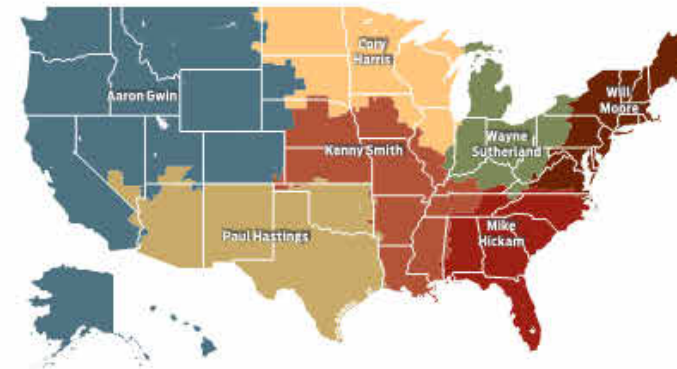 Cory
Harris
Will
Moore
Aaron Gwin
Wayne
Sutherland
Kenny Smith
Mike
Hickam
Paul Hastings